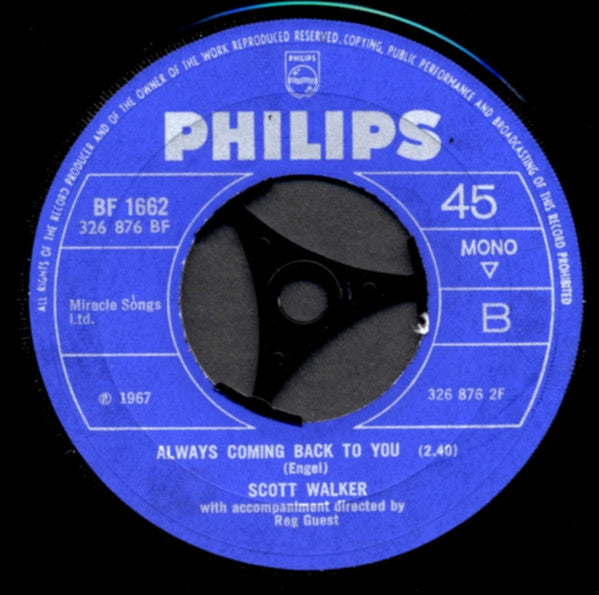 ALL RIGHTS OF THE RECORD PRODUCER AND OF THE OWNER OF THE WORK REPRODUCED RESERVED. COPYING, PUBLIC PERFORMANCE AND BROADCASTING OF THIS RECORD PROHIBITED
PHILIPS
PHILIPS
BF 1662
326 876 BF
45
MONO
Miracle Songs
Ltd.
B
℗ 1967
326 876 2F
ALWAYS COMING BACK TO YOU (2.40)
(Engel)
SCOTT WALKER
with accompaniment directed by
Reg Guest